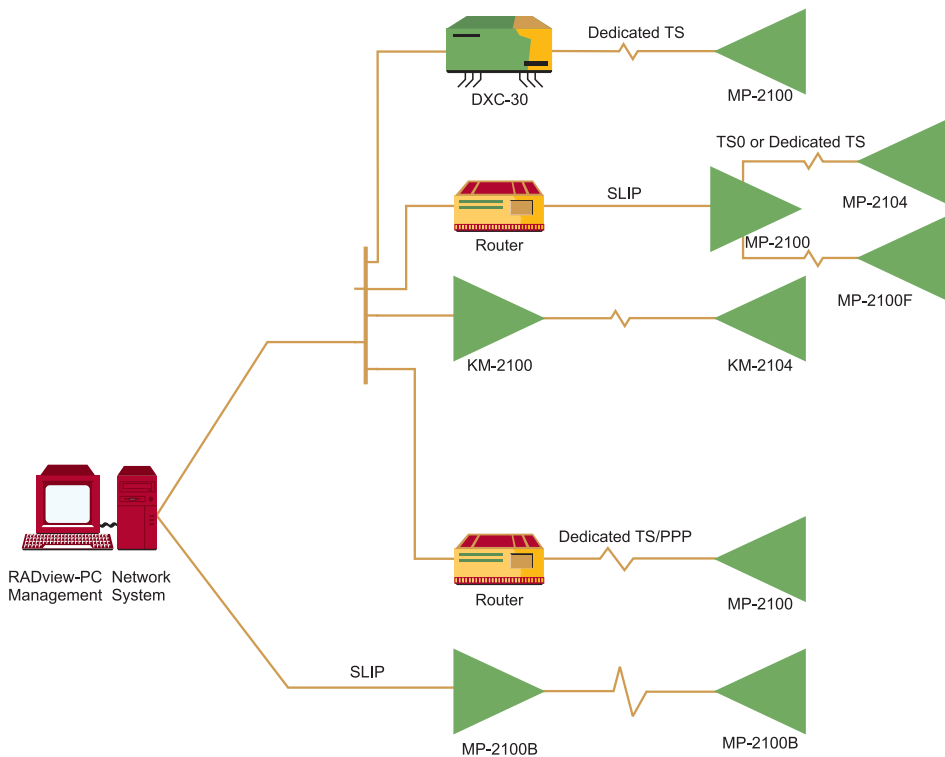 Dedicated TS
DXC-30
MP-2100
TS0 or Dedicated TS
MP-2104
SLIP
Router
MP-2100
MP-2100F
KM-2100
KM-2104
Dedicated TS/PPP
RADview-PC Network
Management System
Router
MP-2100
SLIP
MP-2100B
MP-2100B